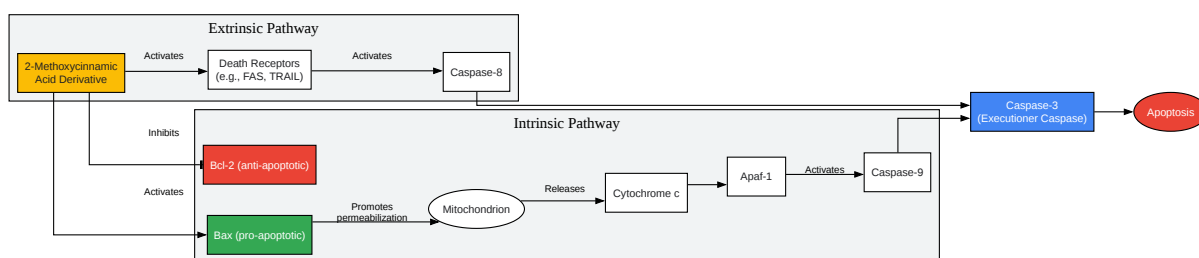 Extrinsic Pathway
2-Methoxycinnamic
Acid Derivative
Activates
Death Receptors
(e.g., FAS, TRAIL)
Activates
Caspase-8
Caspase-3
(Executioner Caspase)
Apoptosis
Intrinsic Pathway
Inhibits
Bcl-2 (anti-apoptotic)
Activates
Bax (pro-apoptotic)
Promotes
permeabilization
Mitochondrion
Releases
Cytochrome c
Apaf-1
Activates
Caspase-9